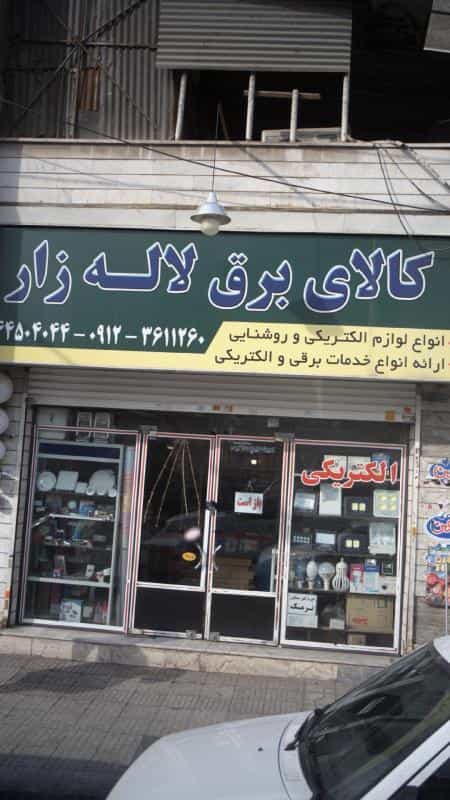 کالای برق لاله زار
انواع لوازم الکتریکی و روشنایی
ارائه انواع خدمات برقی و الکتریکی
۰۹۱۲ - ۳۶۱۱۲۶۰ - ۴۴۵۰۴۰۴۴
الکتریکی
باز است